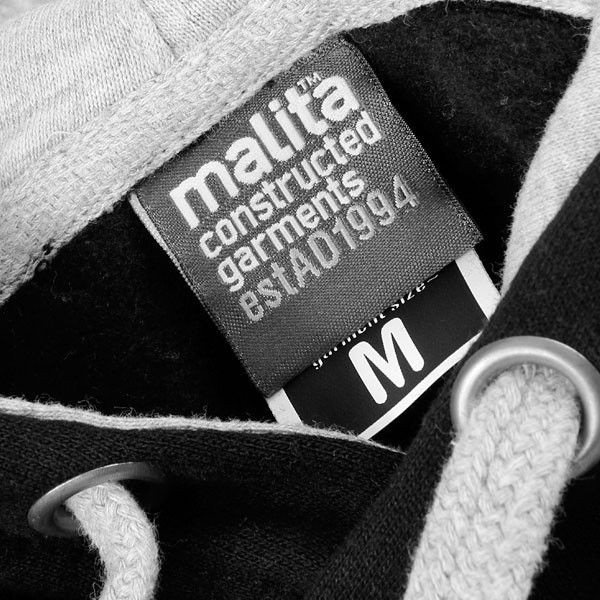 malita™
constructed
garments
estAD1994
garment size
M